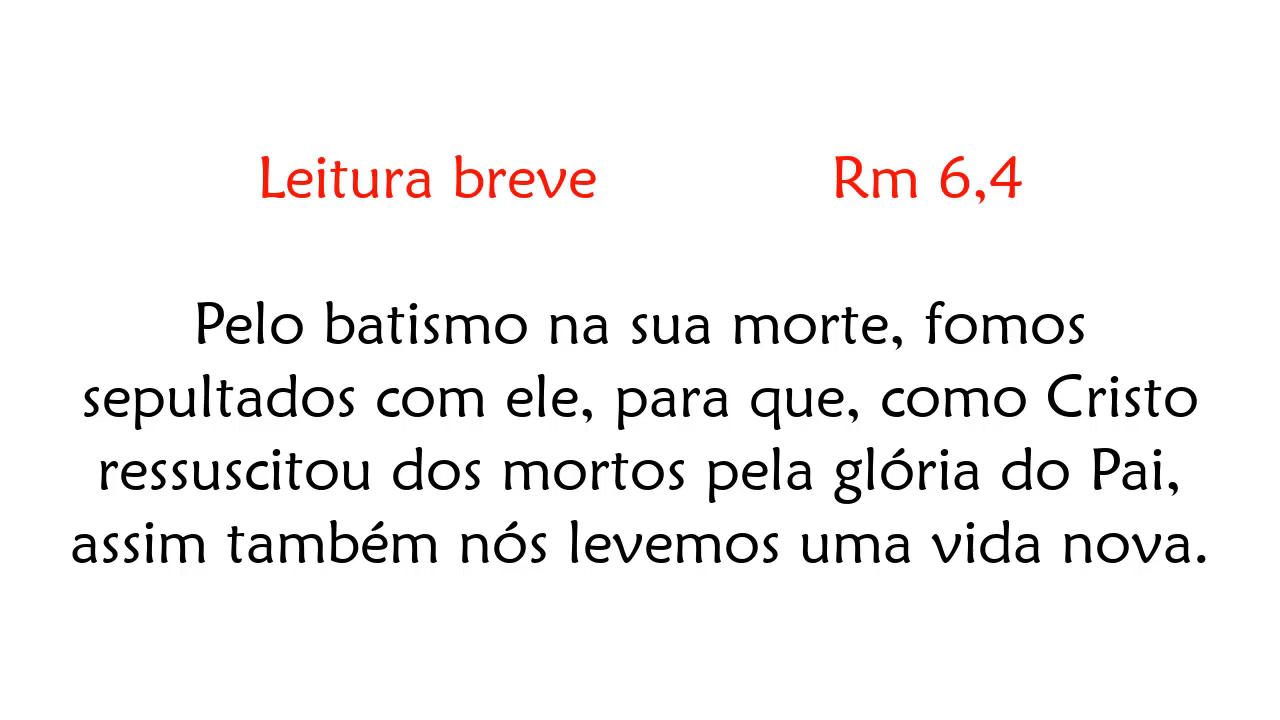 Leitura breve Rm 6,4
Pelo batismo na sua morte, fomos
sepultados com ele, para que, como Cristo
ressuscitou dos mortos pela glória do Pai,
assim também nós levemos uma vida nova.